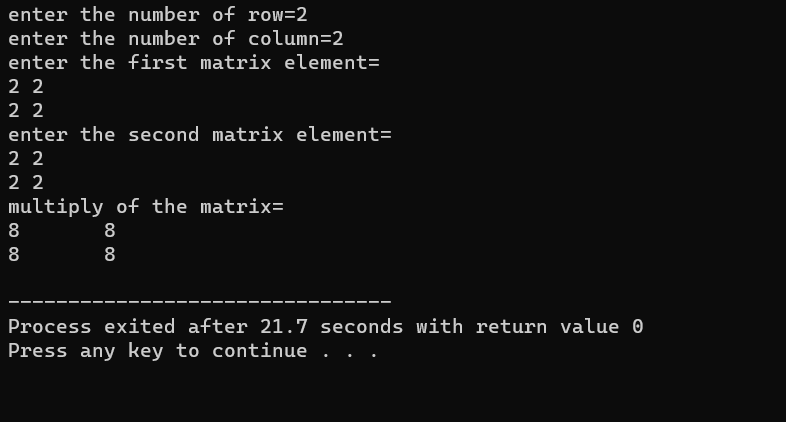 enter the number of row=2
enter the number of column=2
enter the first matrix element=
2 2
2 2
enter the second matrix element=
2 2
2 2
multiply of the matrix=
8       8
8       8

--------------------------------
Process exited after 21.7 seconds with return value 0
Press any key to continue . . .